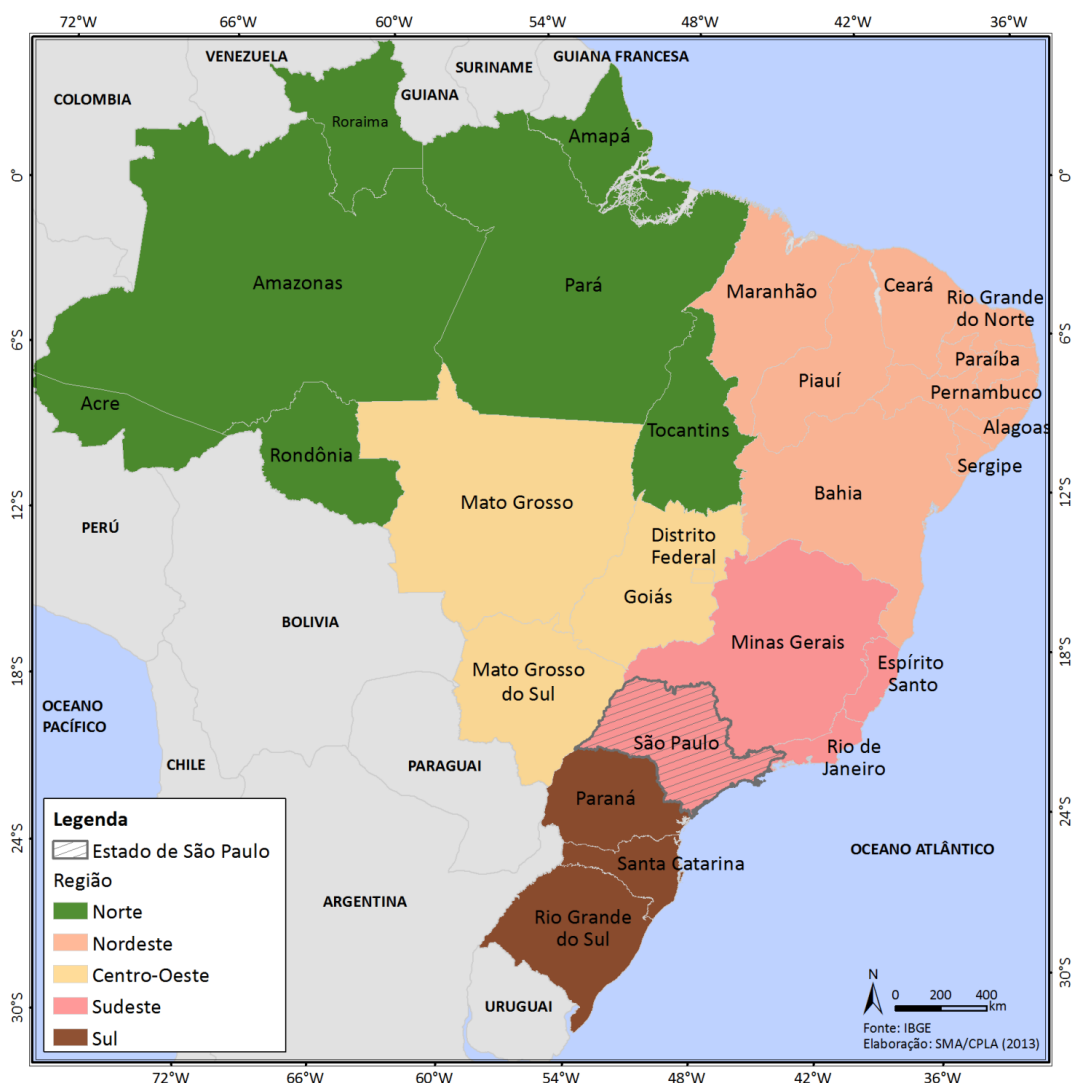 72°W 66°W 60°W 54°W 48°W 42°W 36°W
VENEZUELA
GUIANA FRANCESA
SURINAME
COLOMBIA
GUIANA
Roraima
Amapá
0°
0°
Amazonas
Pará
Maranhão
Ceará
Rio Grande
do Norte
6°S
6°S
Paraíba
Piauí
Pernambuco
Acre
Alagoas
Tocantins
Rondônia
Sergipe
Bahia
Mato Grosso
12°S
12°S
PERÚ
Distrito
Federal
Goiás
BOLIVIA
Minas Gerais
Espírito
Santo
18°S
18°S
Mato Grosso
do Sul
OCEANO
PACÍFICO
São Paulo
Rio de
Janeiro
CHILE
PARAGUAI
Paraná
24°S
24°S
OCEANO ATLÂNTICO
Santa Catarina
ARGENTINA
Rio Grande
do Sul
URUGUAI
30°S
30°S
Legenda
Estado de São Paulo
Região
Norte
Nordeste
Centro-Oeste
Sudeste
Sul
N
0 200 400
km
Fonte: IBGE
Elaboração: SMA/CPLA (2013)
72°W 66°W 60°W 54°W 48°W 42°W 36°W